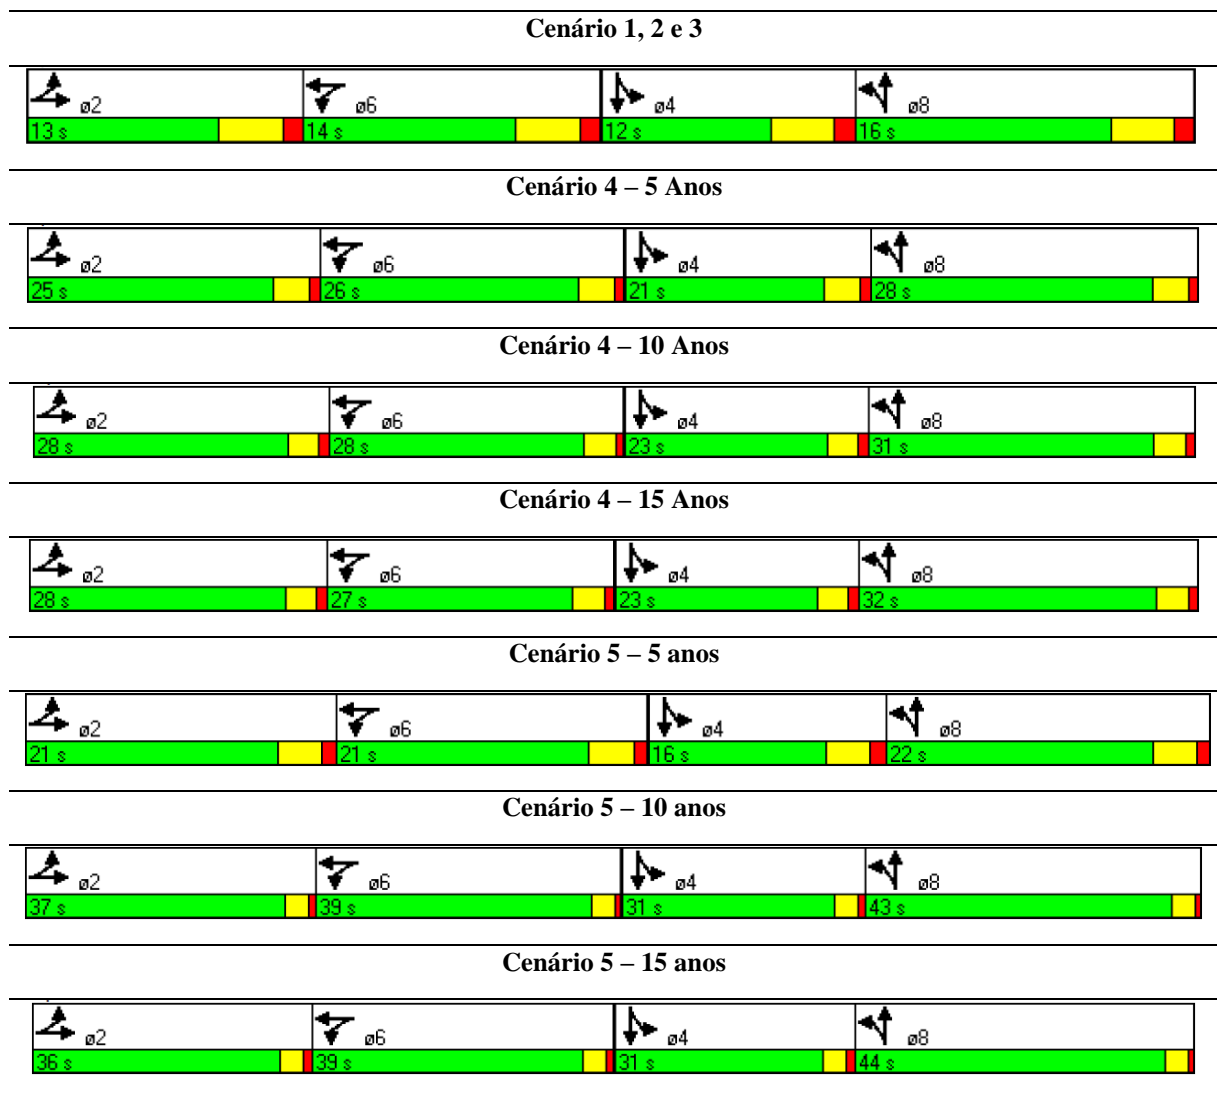 Cenário 1, 2 e 3
ø2 ø6 ø4 ø8
13 s 14 s 12 s 16 s
Cenário 4 – 5 Anos
ø2 ø6 ø4 ø8
25 s 26 s 21 s 28 s
Cenário 4 – 10 Anos
ø2 ø6 ø4 ø8
28 s 28 s 23 s 31 s
Cenário 4 – 15 Anos
ø2 ø6 ø4 ø8
28 s 27 s 23 s 32 s
Cenário 5 – 5 anos
ø2 ø6 ø4 ø8
21 s 21 s 16 s 22 s
Cenário 5 – 10 anos
ø2 ø6 ø4 ø8
37 s 39 s 31 s 43 s
Cenário 5 – 15 anos
ø2 ø6 ø4 ø8
36 s 39 s 31 s 44 s